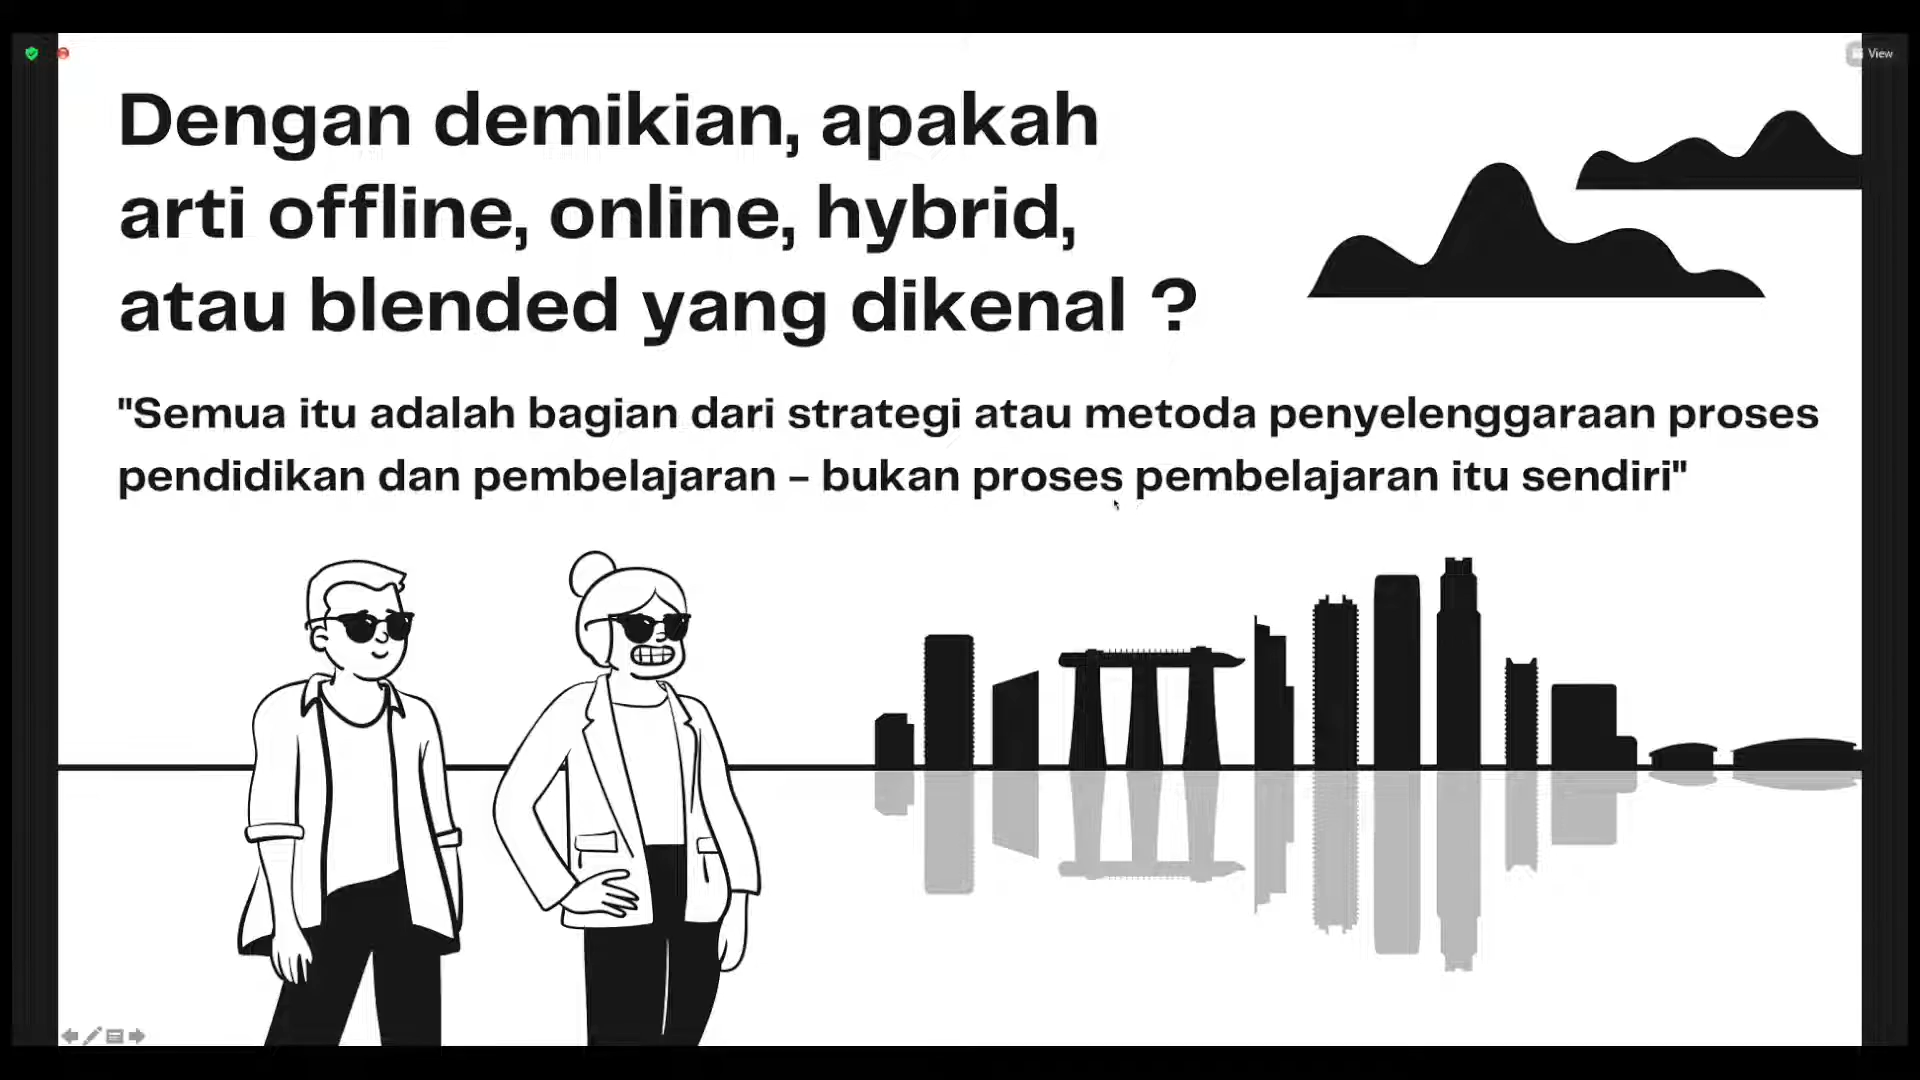 View
Dengan demikian, apakah
arti offline, online, hybrid,
atau blended yang dikenal ?
"Semua itu adalah bagian dari strategi atau metoda penyelenggaraan proses
pendidikan dan pembelajaran - bukan proses pembelajaran itu sendiri"